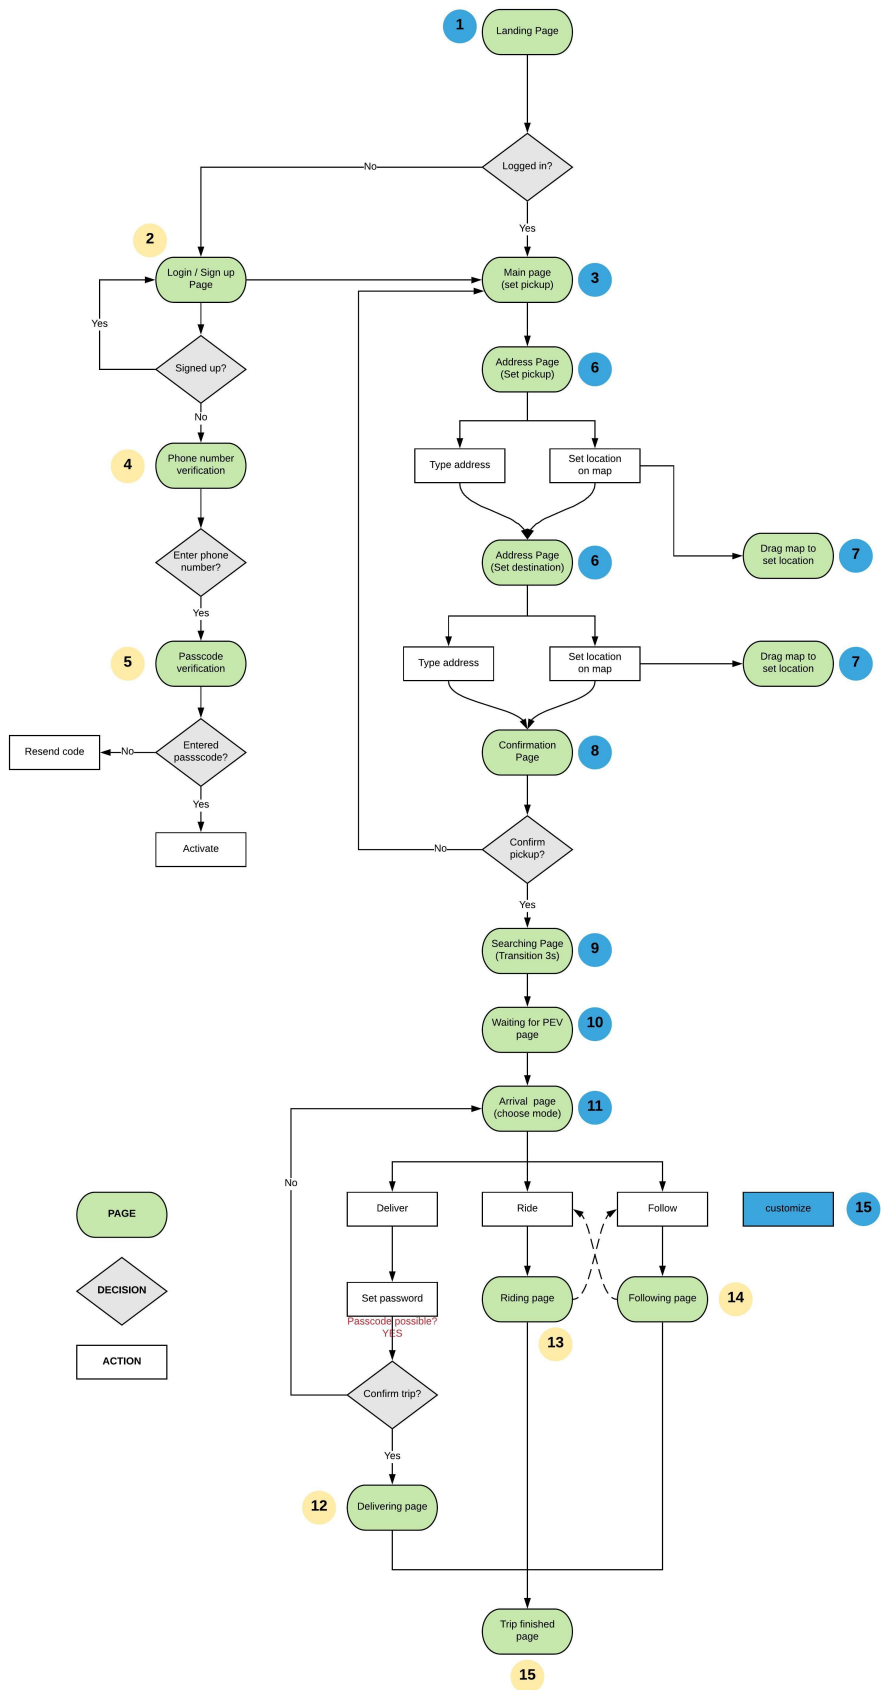 1
Landing Page
Logged in?
No
Yes
2
Login / Sign up
Page
Main page
(set pickup)
3
Yes
Signed up?
Address Page
(Set pickup)
6
No
4
Phone number
verification
Type address
Set location
on map
Enter phone
number?
Address Page
(Set destination)
6
Drag map to
set location
7
Yes
5
Passcode
verification
Type address
Set location
on map
Drag map to
set location
7
Resend code
No
Entered
passscode?
Confirmation
Page
8
Yes
Activate
No
Confirm
pickup?
Yes
Searching Page
(Transition 3s)
9
Waiting for PEV
page
10
Arrival page
(choose mode)
11
No
PAGE
Deliver
Ride
Follow
customize
15
DECISION
Set password
Riding page
Following page
14
Passcode possible?
YES
13
ACTION
Confirm trip?
Yes
12
Delivering page
Trip finished
page
15